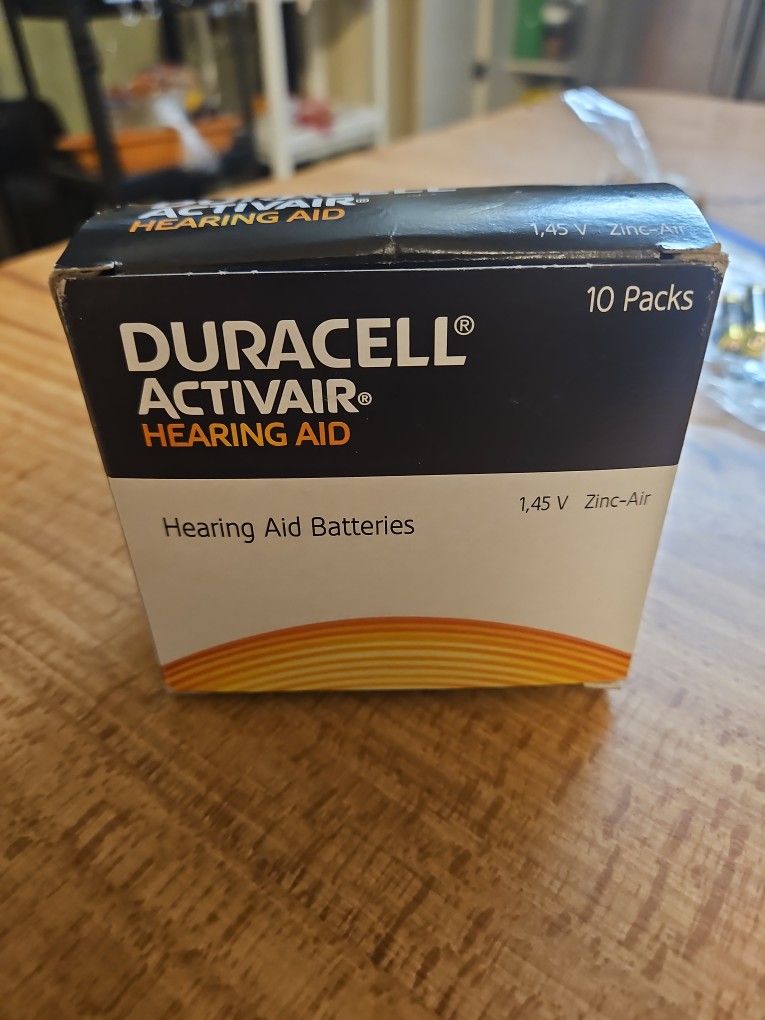 ACTIVAIR®
HEARING AID
1,45 V Zinc-Air
10 Packs
DURACELL®
ACTIVAIR®
HEARING AID
1,45 V Zinc-Air
Hearing Aid Batteries